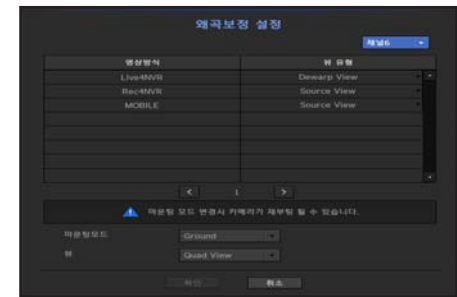 왜곡보정 설정
채널6
영상방식 뷰 유형
Live4NVR Dewarp View
Rec4NVR Source View
MOBILE Source View
< 1 >
마운팅 모드 변경시 카메라가 재부팅 될 수 있습니다.
마운팅모드 Ground
뷰 Quad View
확인 취소